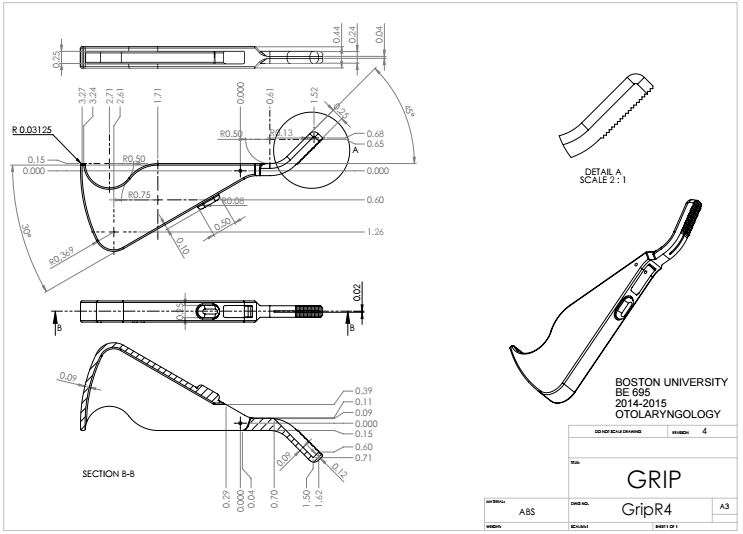 0.25
0.44
0.24
0.04
3.27
3.24
2.71
2.61
1.71
0.000
0.61
1.52
0.25
45°
R 0.03125
R0.50
R0.13
0.68
0.65
A
0.15
0.000
R0.50
0.000
R0.75
R0.08
0.60
30°
R0.369
0.10
0.50
1.26
DETAIL A
SCALE 2 : 1
0.25
0.02
B
B
0.09
0.39
0.11
0.09
0.000
0.15
0.60
0.71
0.09
0.12
SECTION B-B
0.29
0.000
0.04
0.70
1.50
1.62
BOSTON UNIVERSITY
BE 695
2014-2015
OTOLARYNGOLOGY
DO NOT SCALE DRAWING
REVISION 4
TITLE:
GRIP
MATERIAL:
ABS
DWG NO.
GripR4
A3
WEIGHT:
SCALE:1:1
SHEET 1 OF 1